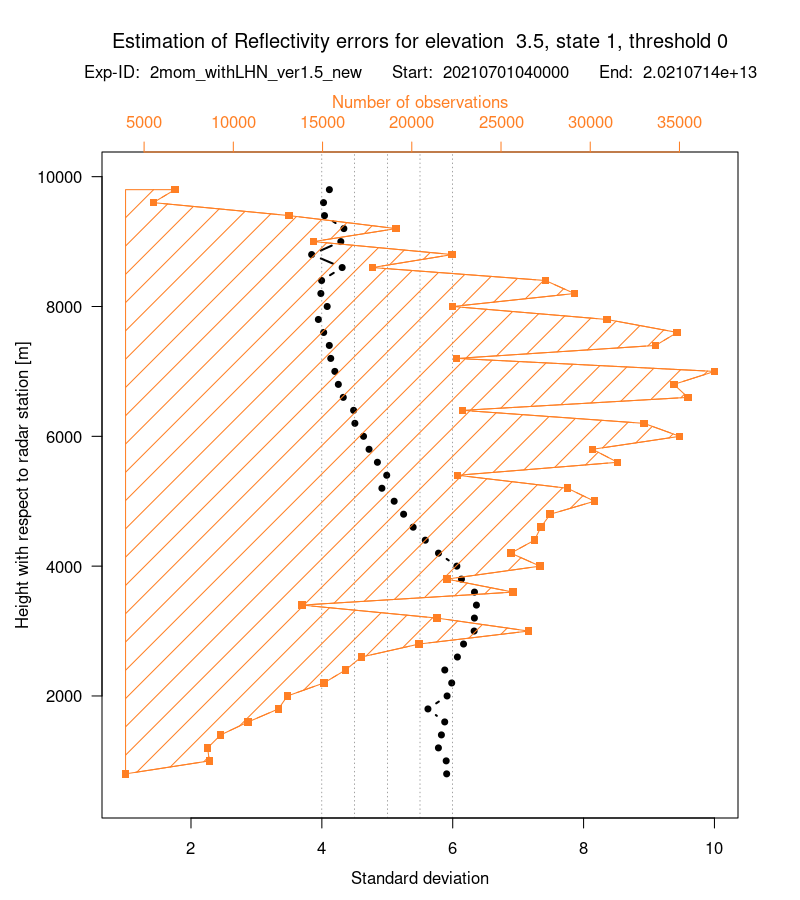 Estimation of Reflectivity errors for elevation  3.5, state 1, threshold 0
Exp-ID:  2mom_withLHN_ver1.5_new      Start:  20210701040000      End:  2.0210714e+13
Number of observations
5000 10000 15000 20000 25000 30000 35000
10000
8000
6000
4000
2000
Height with respect to radar station [m]
2 4 6 8 10
Standard deviation